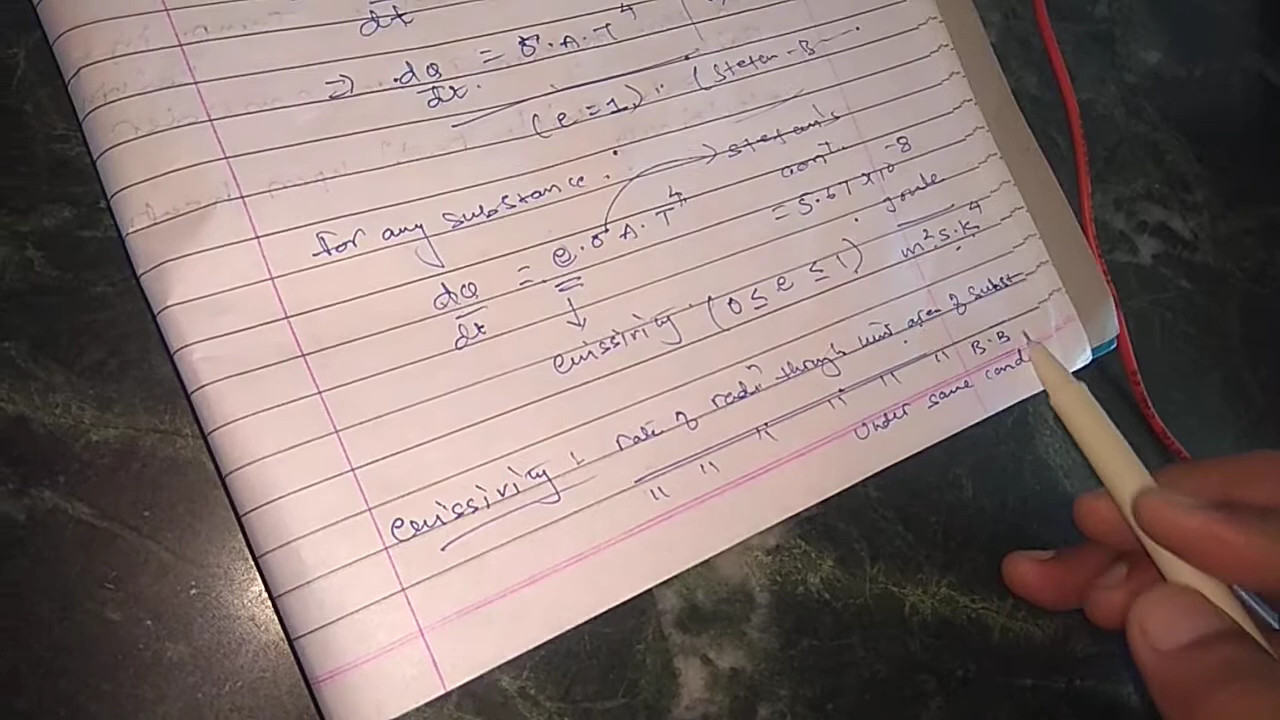 dt
⇒ dQ/dt = σ.A.T⁴
(e=1). (Stefan-B—.
for any substance. → Stefan's
const.
dQ/dt = e.σ.A.T⁴ = 5.67×10⁻⁸ joule/m².s.K⁴
↓
emissivity (0 ≤ e ≤ 1)
emissivity : rate of radⁿ through unit area of subst
" " " " " " B.B
Under same cond